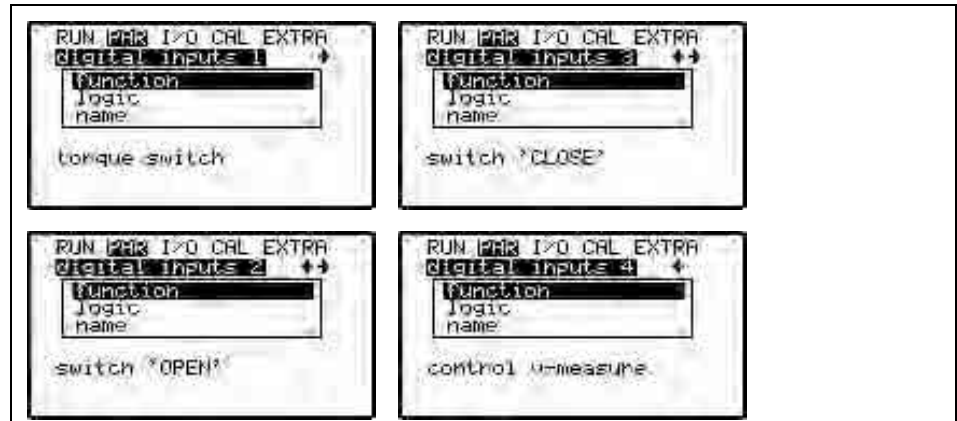 RUN PAR I/O CAL EXTRA
digital inputs 1
function
logic
name
torque switch
RUN PAR I/O CAL EXTRA
digital inputs 3
function
logic
name
switch 'CLOSE'
RUN PAR I/O CAL EXTRA
digital inputs 2
function
logic
name
switch 'OPEN'
RUN PAR I/O CAL EXTRA
digital inputs 4
function
logic
name
control v-measure